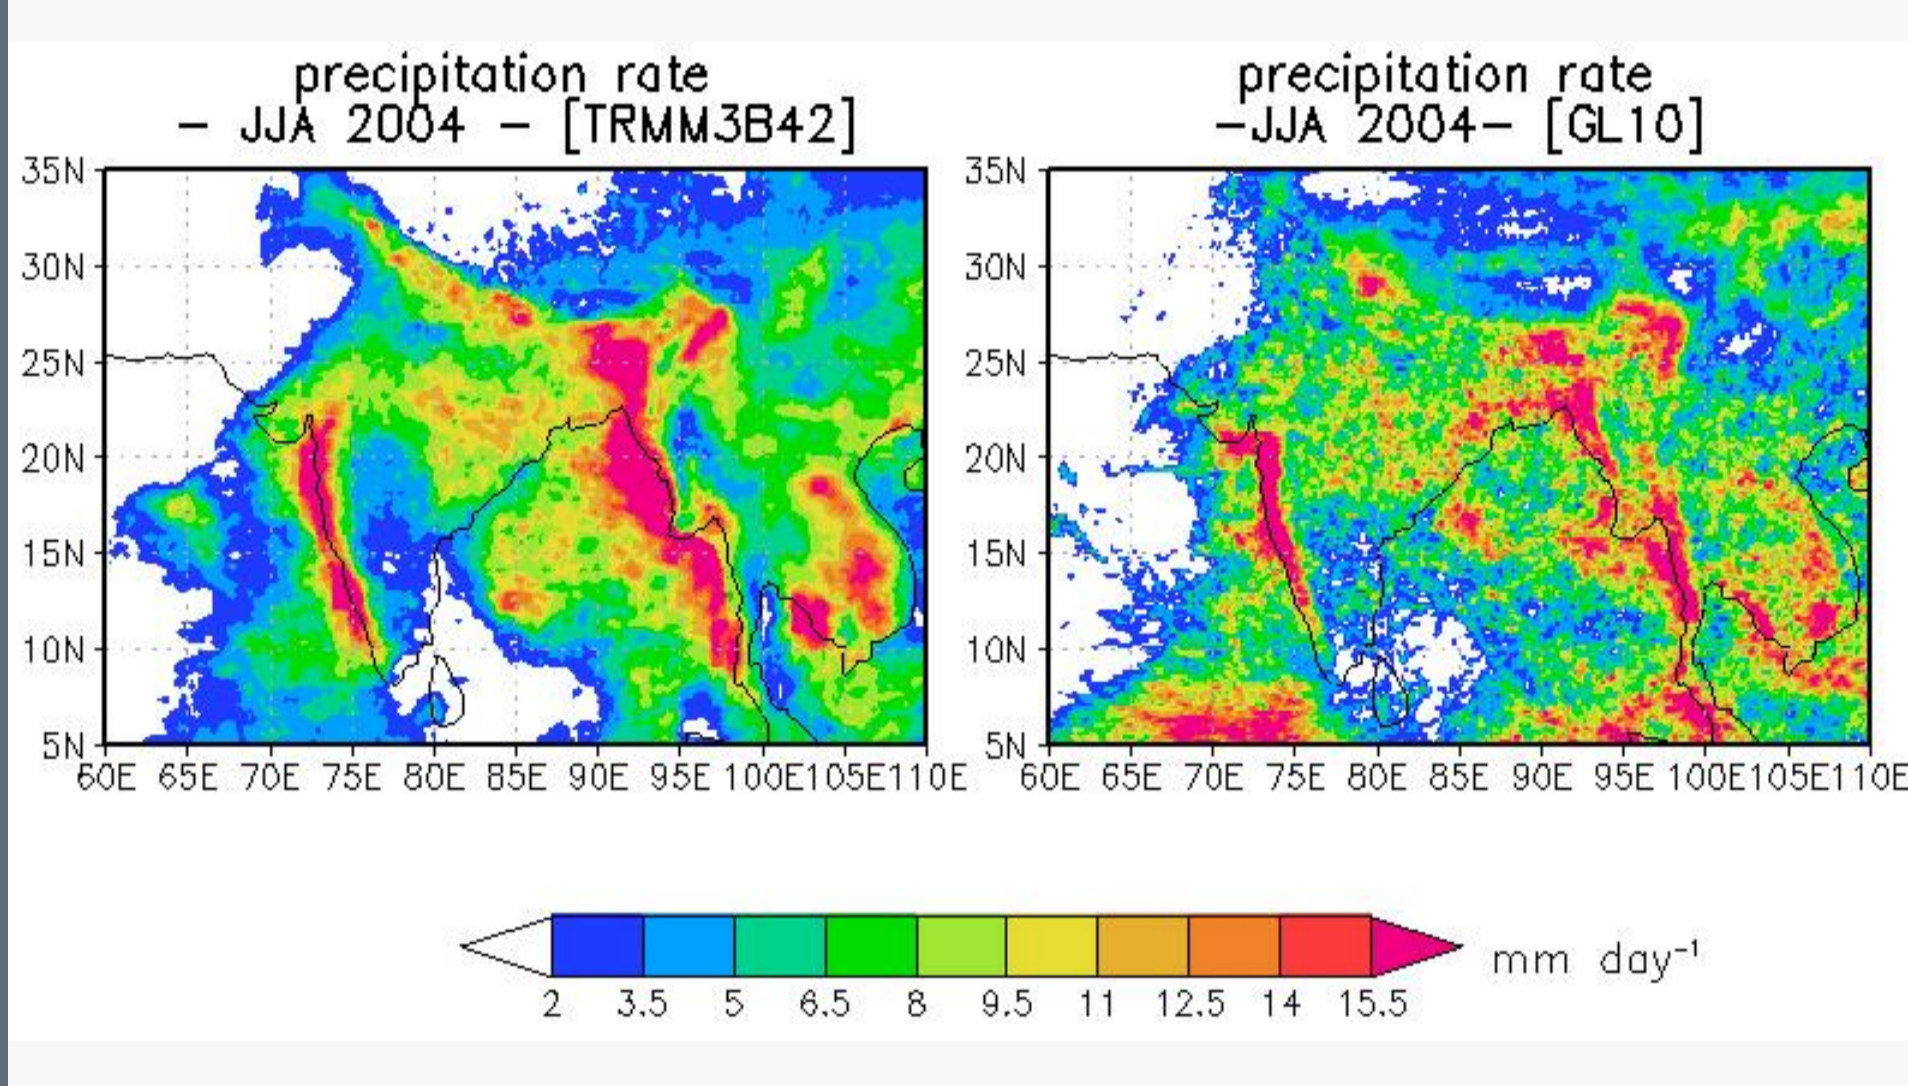 precipitation rate
- JJA 2004 - [TRMM3B42]
35N
30N
25N
20N
15N
10N
5N
60E 65E 70E 75E 80E 85E 90E 95E 100E105E110E
precipitation rate
-JJA 2004- [GL10]
35N
30N
25N
20N
15N
10N
5N
60E 65E 70E 75E 80E 85E 90E 95E 100E105E110E
2 3.5 5 6.5 8 9.5 11 12.5 14 15.5
mm day⁻¹